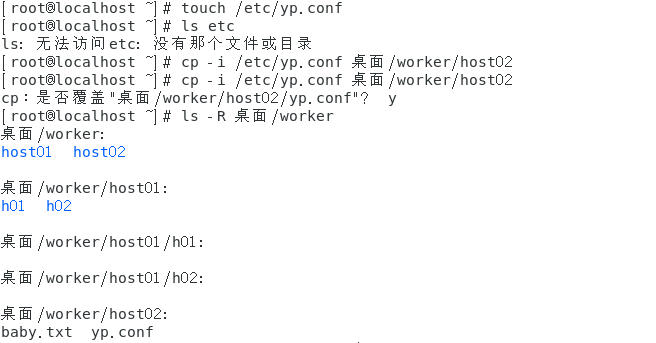 [root@localhost ~]# touch /etc/yp.conf
[root@localhost ~]# ls etc
ls: 无法访问etc: 没有那个文件或目录
[root@localhost ~]# cp -i /etc/yp.conf 桌面/worker/host02
[root@localhost ~]# cp -i /etc/yp.conf 桌面/worker/host02
cp：是否覆盖"桌面/worker/host02/yp.conf"？ y
[root@localhost ~]# ls -R 桌面/worker
桌面/worker:
host01  host02

桌面/worker/host01:
h01  h02

桌面/worker/host01/h01:

桌面/worker/host01/h02:

桌面/worker/host02:
baby.txt  yp.conf